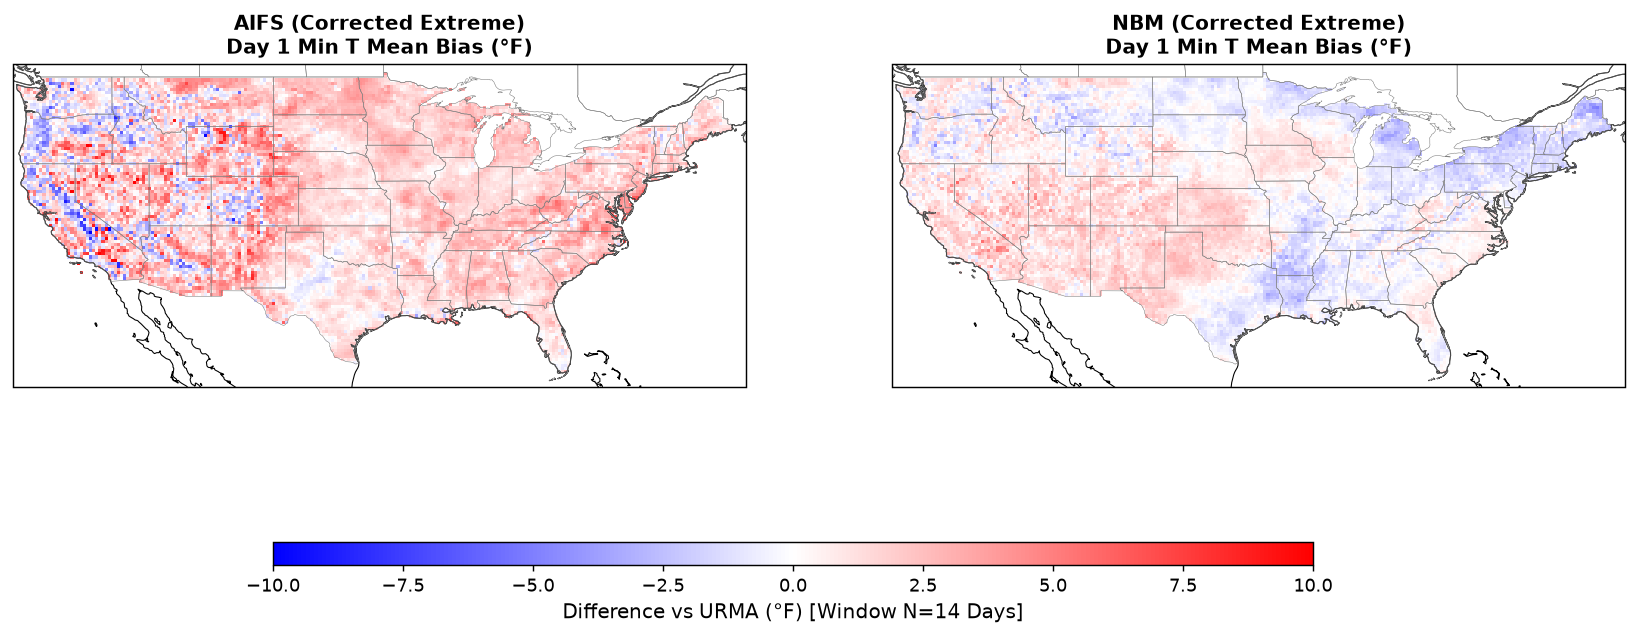 AIFS (Corrected Extreme)
Day 1 Min T Mean Bias (°F)
NBM (Corrected Extreme)
Day 1 Min T Mean Bias (°F)
−10.0 −7.5 −5.0 −2.5 0.0 2.5 5.0 7.5 10.0
Difference vs URMA (°F) [Window N=14 Days]